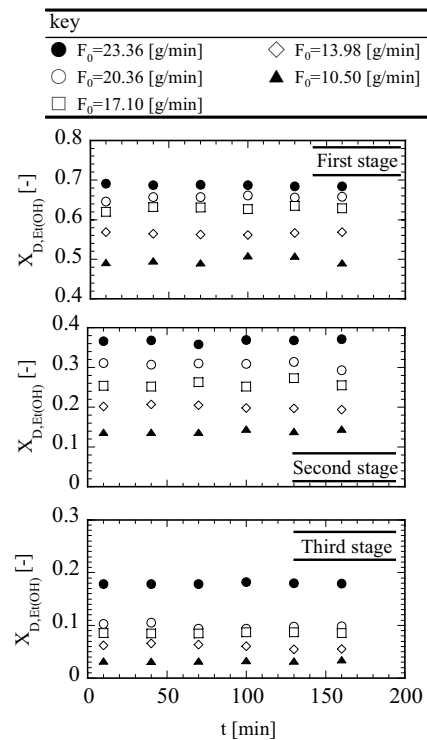 key
F₀=23.36 [g/min] F₀=13.98 [g/min]
F₀=20.36 [g/min] F₀=10.50 [g/min]
F₀=17.10 [g/min]
0.8
First stage
0.7
0.6
0.5
0.4
X_D,Et(OH) [-]
0.4
0.3
0.2
0.1
0
X_D,Et(OH) [-]
Second stage
0.3
Third stage
0.2
0.1
0
X_D,Et(OH) [-]
0 50 100 150 200
t [min]